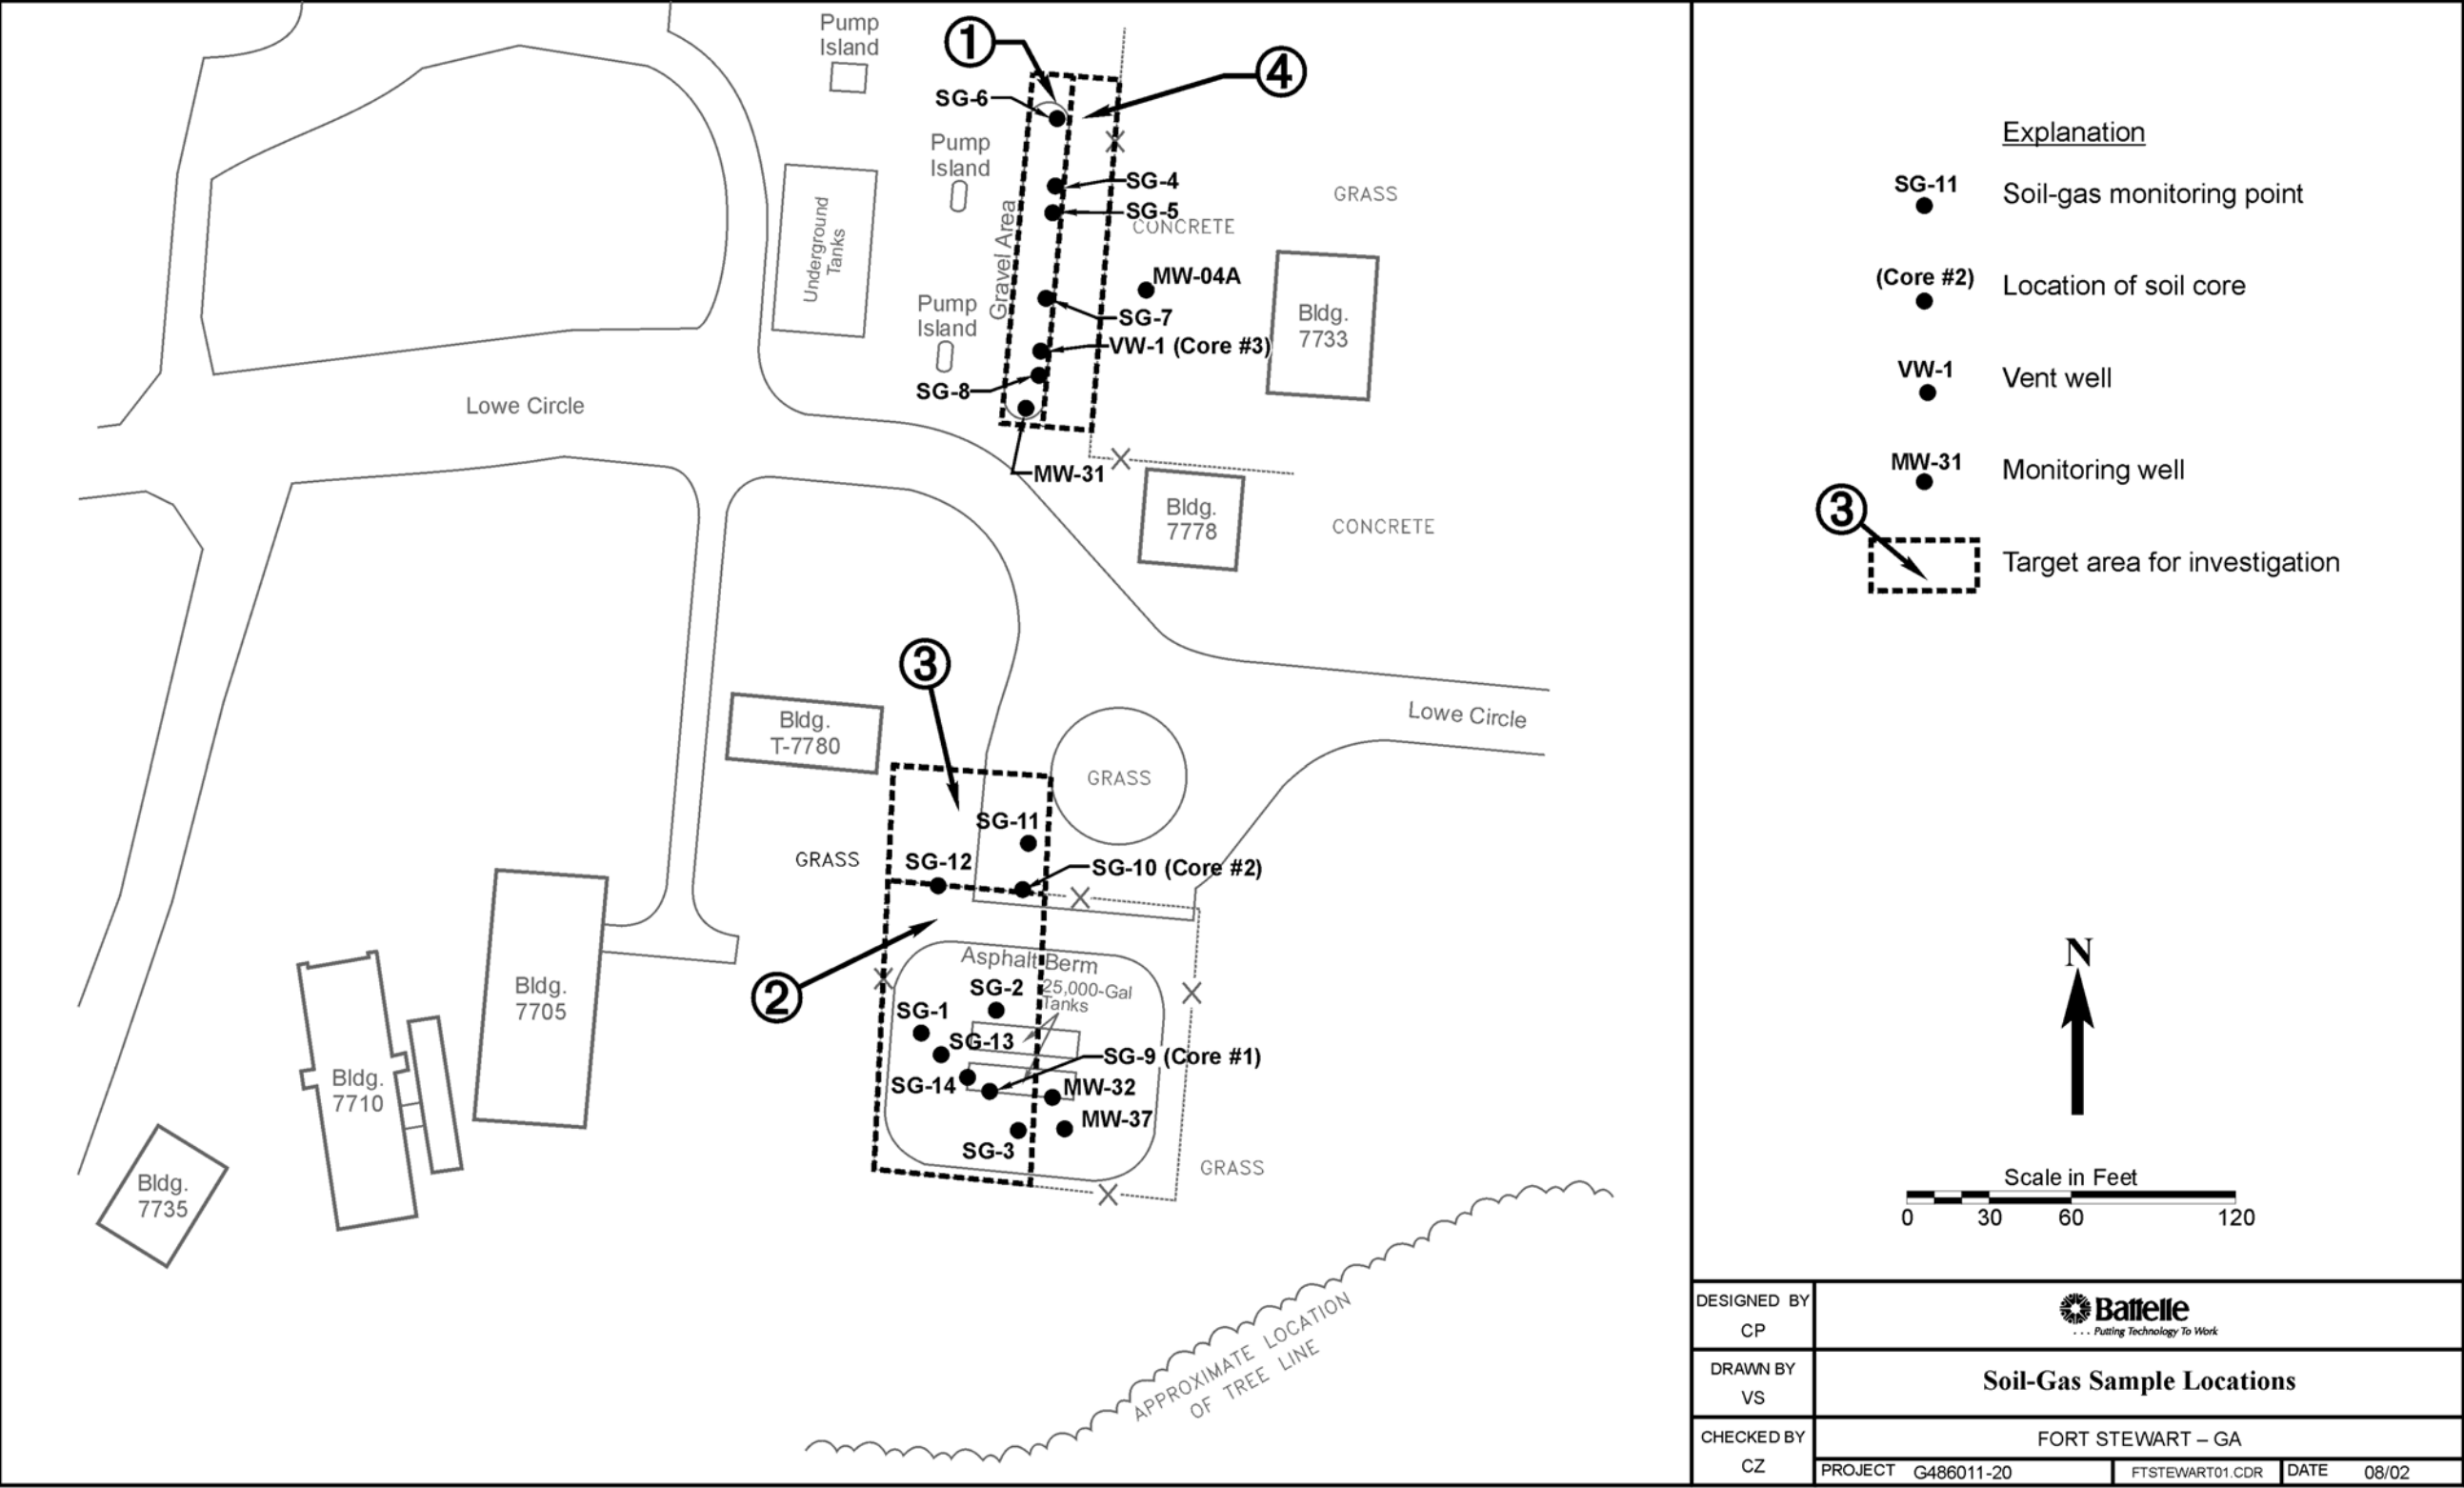 Pump
Island
1
4
SG-6
Pump
Island
SG-4
SG-5
CONCRETE
GRASS
Underground
Tanks
Gravel Area
MW-04A
Pump
Island
SG-7
Bldg.
7733
VW-1 (Core #3)
SG-8
Lowe Circle
MW-31
Bldg.
7778
CONCRETE
3
Bldg.
T-7780
Lowe Circle
GRASS
SG-11
GRASS
SG-12
SG-10 (Core #2)
2
Asphalt Berm
25,000-Gal
Tanks
SG-2
SG-1
SG-13
SG-9 (Core #1)
SG-14
MW-32
MW-37
SG-3
GRASS
Bldg.
7705
Bldg.
7710
Bldg.
7735
APPROXIMATE LOCATION
OF TREE LINE
Explanation
SG-11
Soil-gas monitoring point
(Core #2)
Location of soil core
VW-1
Vent well
MW-31
Monitoring well
3
Target area for investigation
N
Scale in Feet
0 30 60 120
DESIGNED BY
CP
Battelle
. . . Putting Technology To Work
DRAWN BY
VS
Soil-Gas Sample Locations
CHECKED BY
CZ
FORT STEWART – GA
PROJECT G486011-20
FTSTEWART01.CDR
DATE 08/02